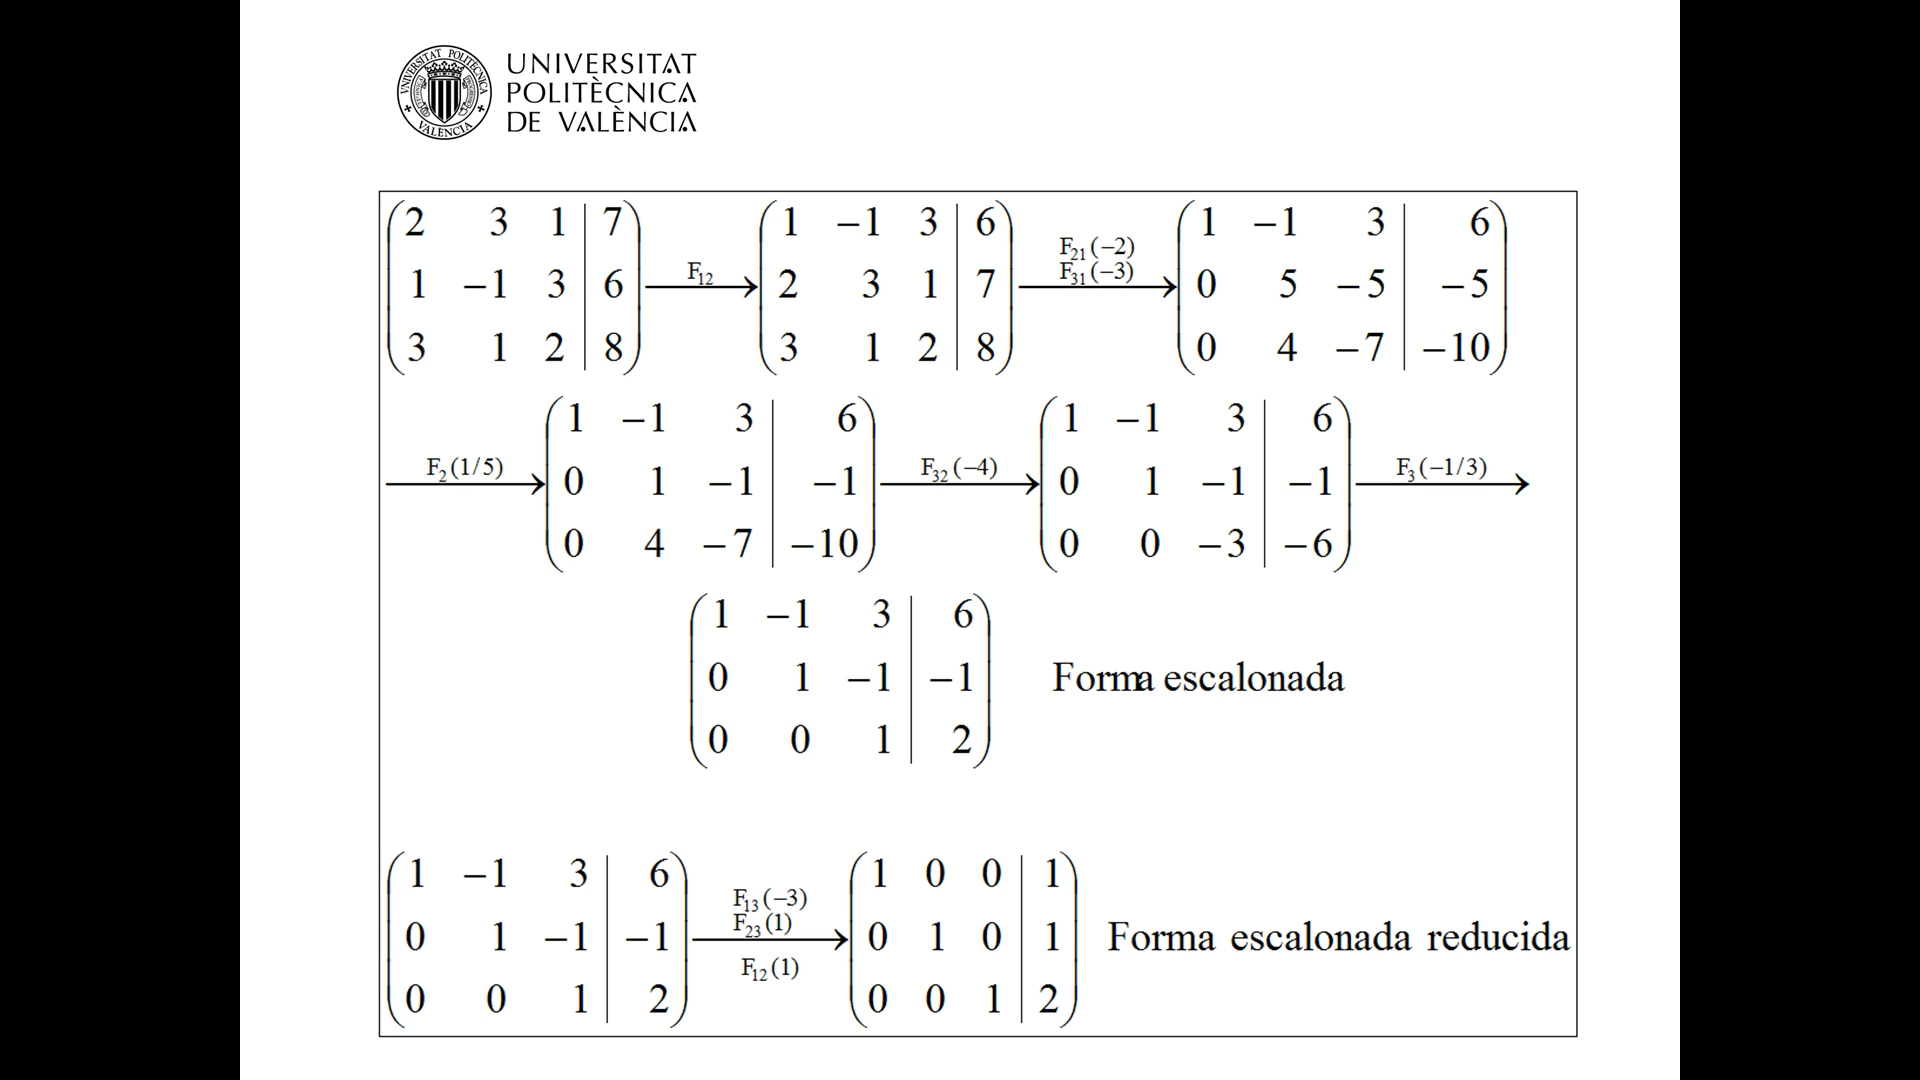 UNIVERSITAT
POLITÈCNICA
DE VALÈNCIA
UNIVERSITAT POLITÈCNICA
VALÈNCIA
2 3 1 | 7
1 −1 3 | 6
3 1 2 | 8
F12
1 −1 3 | 6
2 3 1 | 7
3 1 2 | 8
F21(−2)
F31(−3)
1 −1 3 | 6
0 5 −5 | −5
0 4 −7 | −10
F2(1/5)
1 −1 3 | 6
0 1 −1 | −1
0 4 −7 | −10
F32(−4)
1 −1 3 | 6
0 1 −1 | −1
0 0 −3 | −6
F3(−1/3)
1 −1 3 | 6
0 1 −1 | −1
0 0 1 | 2
Forma escalonada
1 −1 3 | 6
0 1 −1 | −1
0 0 1 | 2
F13(−3)
F23(1)
F12(1)
1 0 0 | 1
0 1 0 | 1
0 0 1 | 2
Forma escalonada reducida